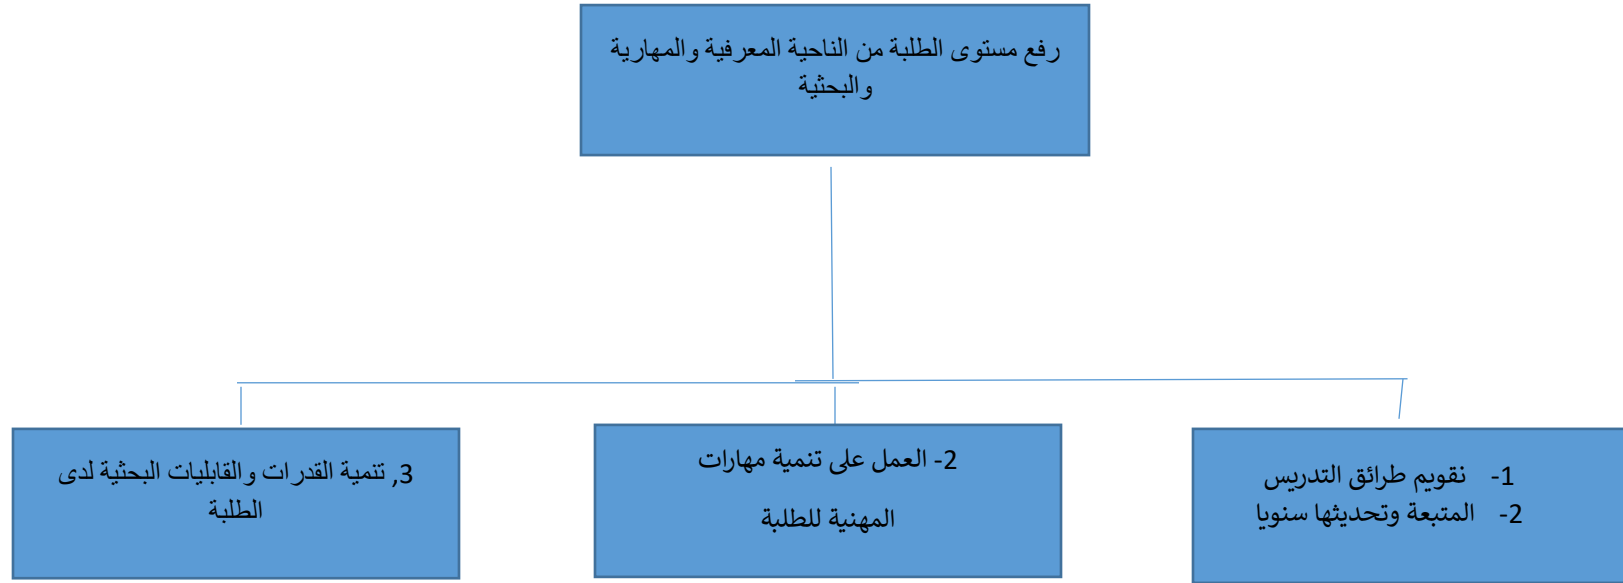 رفع مستوى الطلبة من الناحية المعرفية والمهارية
والبحثية
1- نقويم طرائق التدريس
2- المتبعة وتحديثها سنويا
2- العمل على تنمية مهارات
المهنية للطلبة
3, تنمية القدرات والقابليات البحثية لدى
الطلبة